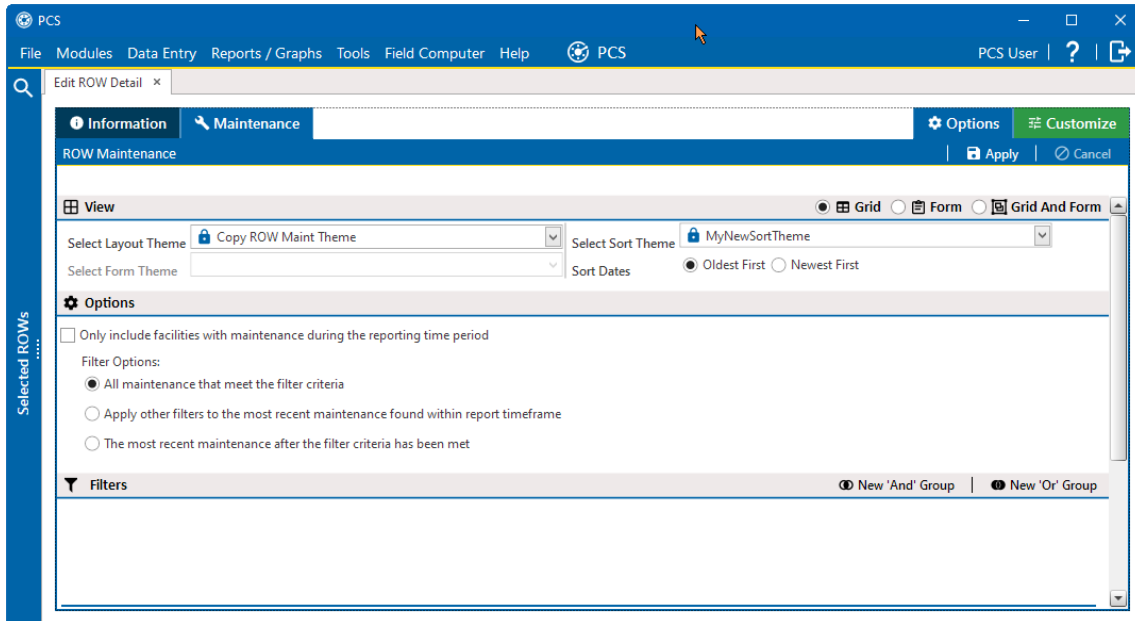 PCS
File Modules Data Entry Reports / Graphs Tools Field Computer Help PCS PCS User | ? |
Edit ROW Detail ×
Information Maintenance Options Customize
ROW Maintenance | Apply | Cancel
View Grid Form Grid And Form
Select Layout Theme Copy ROW Maint Theme Select Sort Theme MyNewSortTheme
Select Form Theme Sort Dates Oldest First Newest First
Options
Only include facilities with maintenance during the reporting time period
Filter Options:
All maintenance that meet the filter criteria
Apply other filters to the most recent maintenance found within report timeframe
The most recent maintenance after the filter criteria has been met
Filters New 'And' Group | New 'Or' Group
Selected ROWs